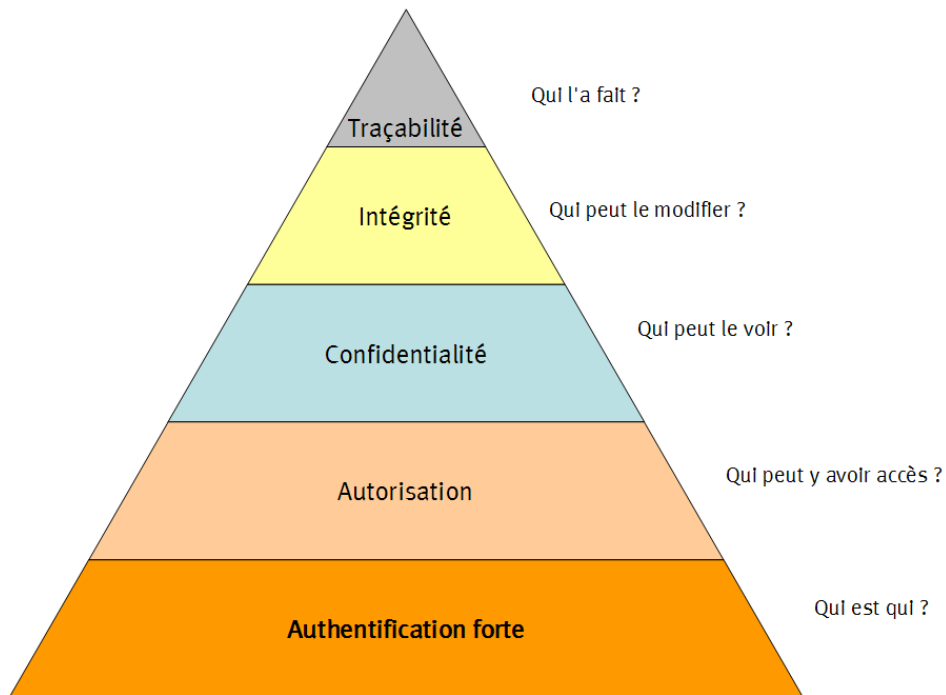 Qui l'a fait ?
Traçabilité
Intégrité
Qui peut le modifier ?
Qui peut le voir ?
Confidentialité
Qui peut y avoir accès ?
Autorisation
Qui est qui ?
Authentification forte